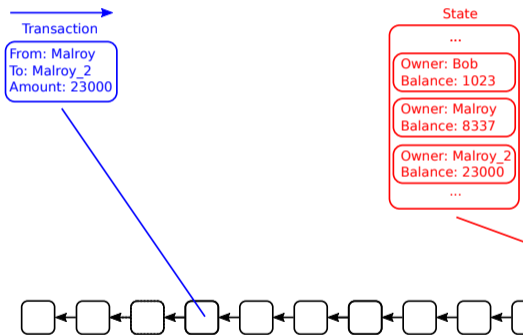 Transaction
From: Malroy
To: Malroy_2
Amount: 23000
State
...
Owner: Bob
Balance: 1023
Owner: Malroy
Balance: 8337
Owner: Malroy_2
Balance: 23000
...